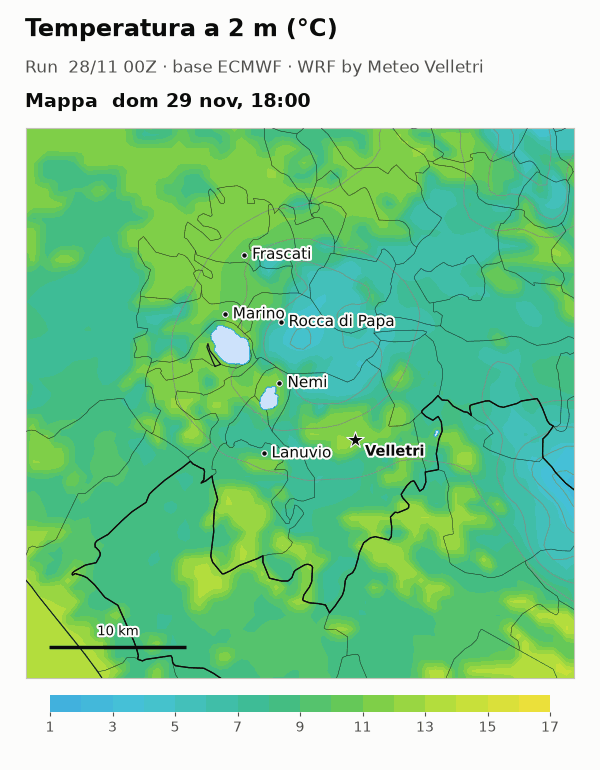 Temperatura a 2 m (°C)
Run  28/11 00Z · base ECMWF · WRF by Meteo Velletri
Mappa  dom 29 nov, 18:00
Frascati
Marino
Rocca di Papa
Nemi
Velletri
Lanuvio
10 km
1 3 5 7 9 11 13 15 17